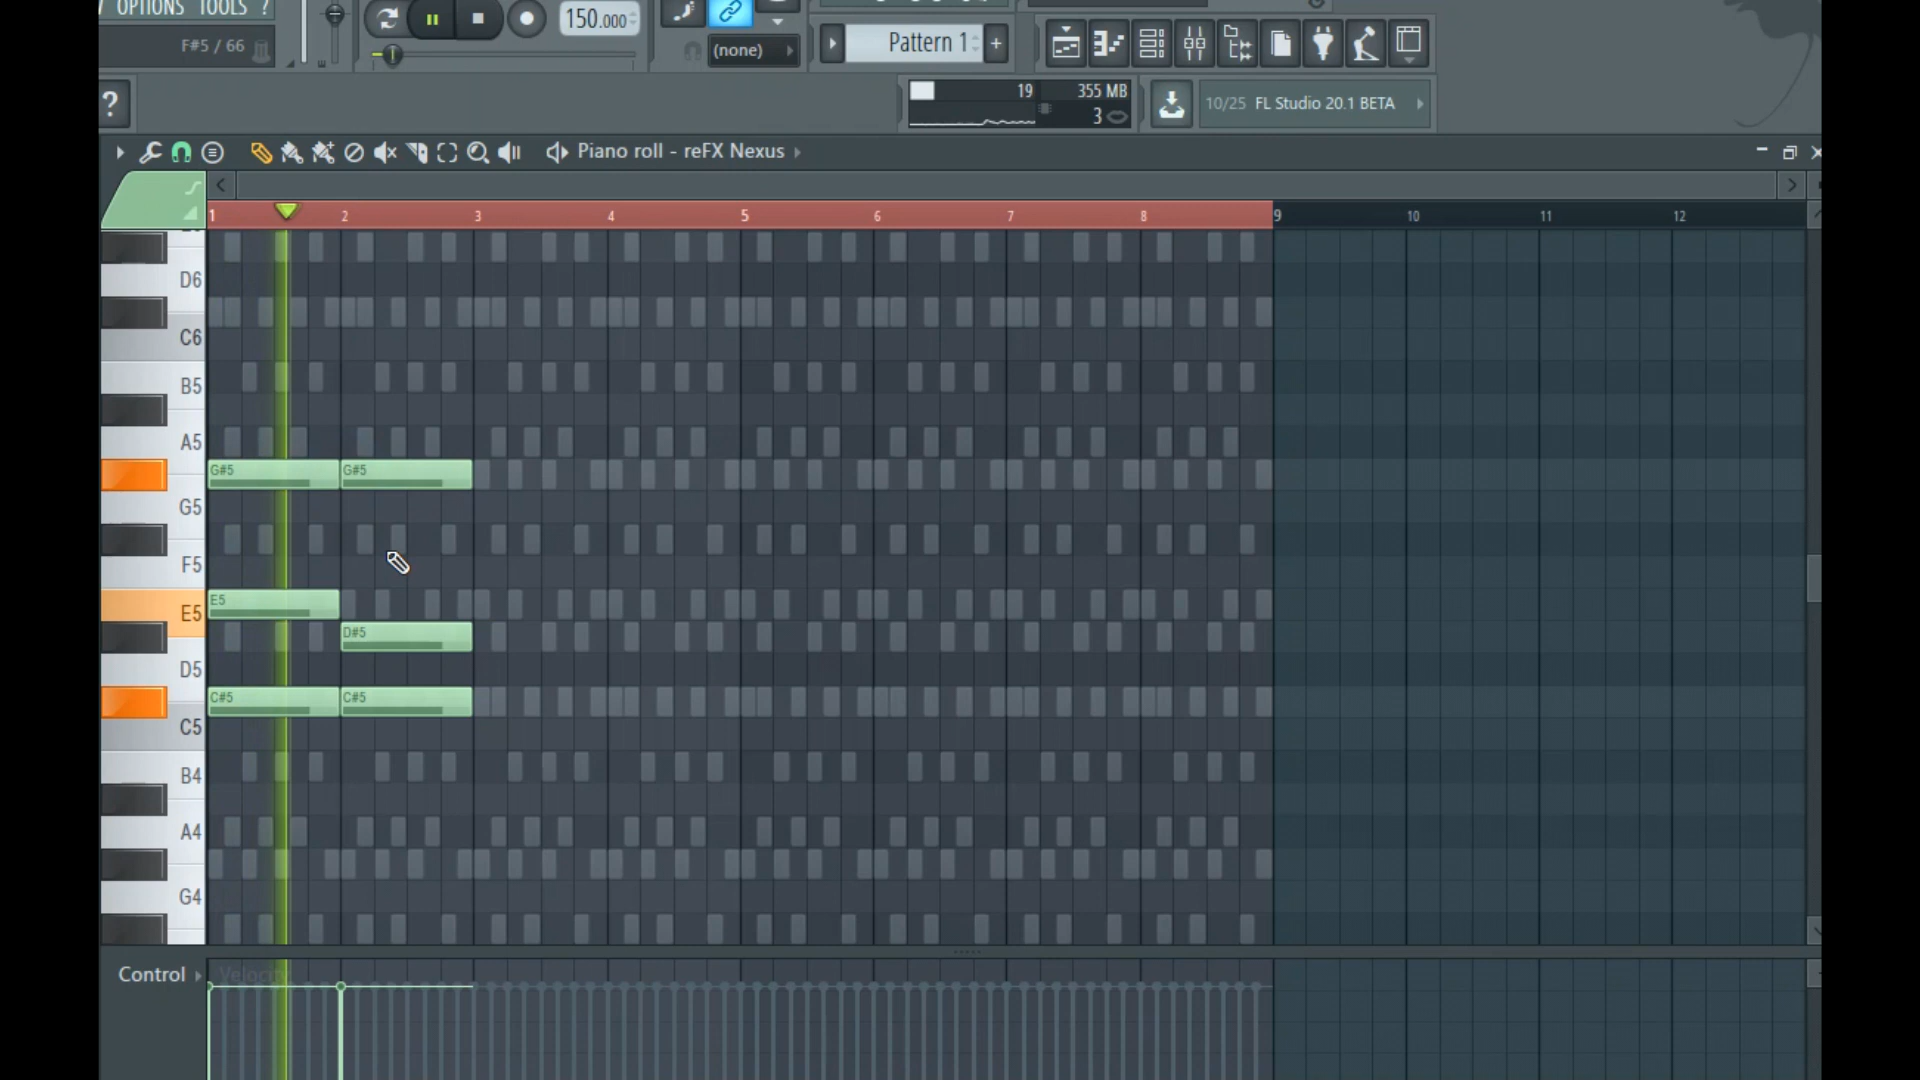 OPTIONS TOOLS ?
F#5 / 66
150.000
(none)
Pattern 1
+
?
19
355 MB
3
10/25 FL Studio 20.1 BETA
Piano roll - reFX Nexus
1 2 3 4 5 6 7 8 9 10 11 12
D6
C6
B5
A5
G#5 G#5
G5
F5
E5
E5
D#5
D5
C#5 C#5
C5
B4
A4
G4
Control
Velocity